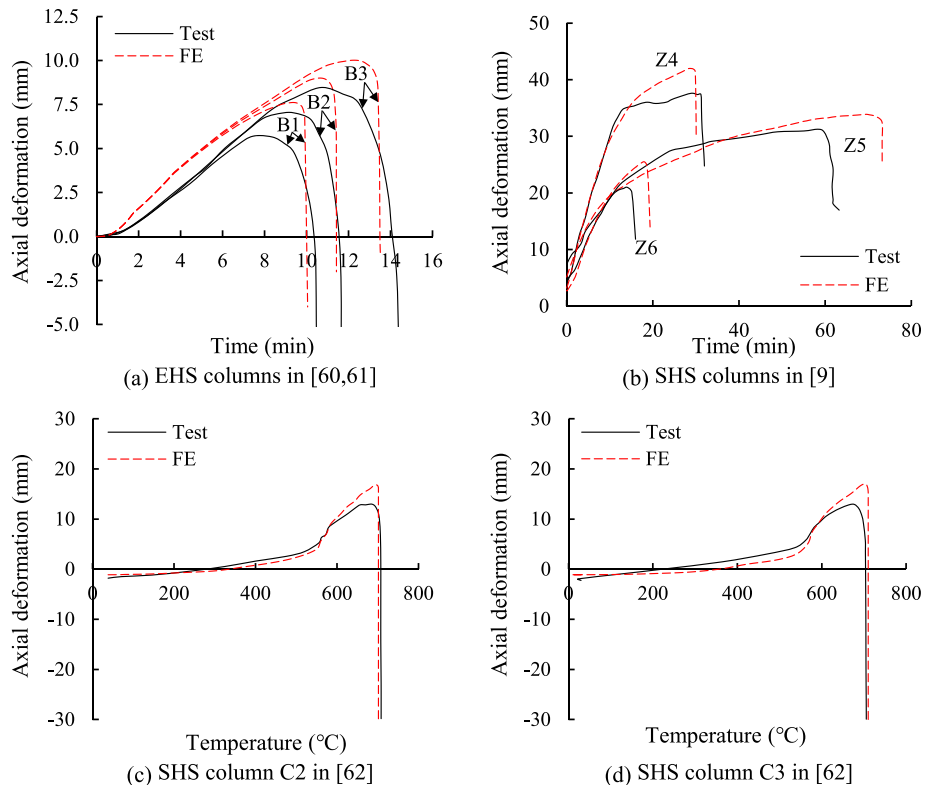 Test
FE
Axial deformation (mm)
10.0
7.5
5.0
2.5
0.0
-2.5
-5.0
B1
B2
B3
0 2 4 6 8 10 12 14 16
Time (min)
(a) EHS columns in [60,61]
Axial deformation (mm)
50
40
30
20
10
0
Z4
Z5
Z6
Test
FE
0 20 40 60 80
Time (min)
(b) SHS columns in [9]
Axial deformation (mm)
30
20
10
0
-10
-20
-30
Test
FE
0 200 400 600 800
Temperature (℃)
(c) SHS column C2 in [62]
Axial deformation (mm)
30
20
10
0
-10
-20
-30
Test
FE
0 200 400 600 800
Temperature (℃)
(d) SHS column C3 in [62]